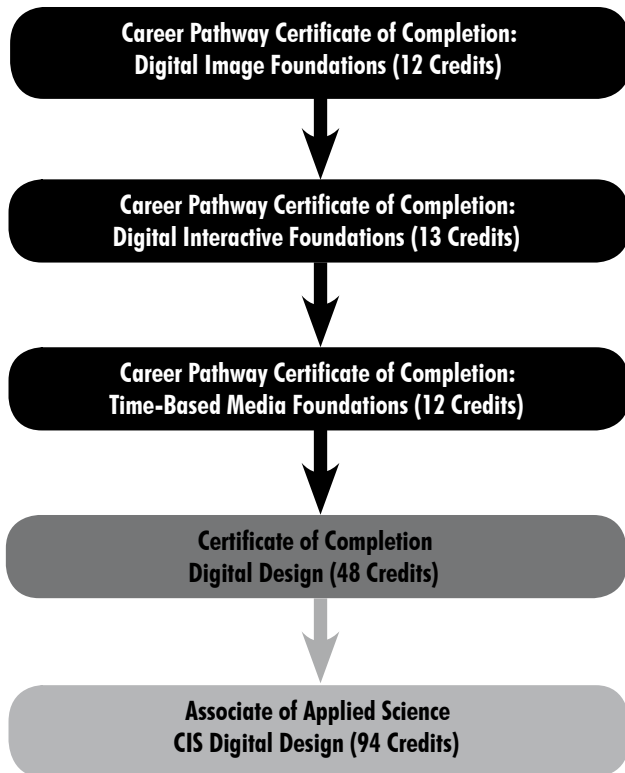 Career Pathway Certificate of Completion:
Digital Image Foundations (12 Credits)
Career Pathway Certificate of Completion:
Digital Interactive Foundations (13 Credits)
Career Pathway Certificate of Completion:
Time-Based Media Foundations (12 Credits)
Certificate of Completion
Digital Design (48 Credits)
Associate of Applied Science
CIS Digital Design (94 Credits)